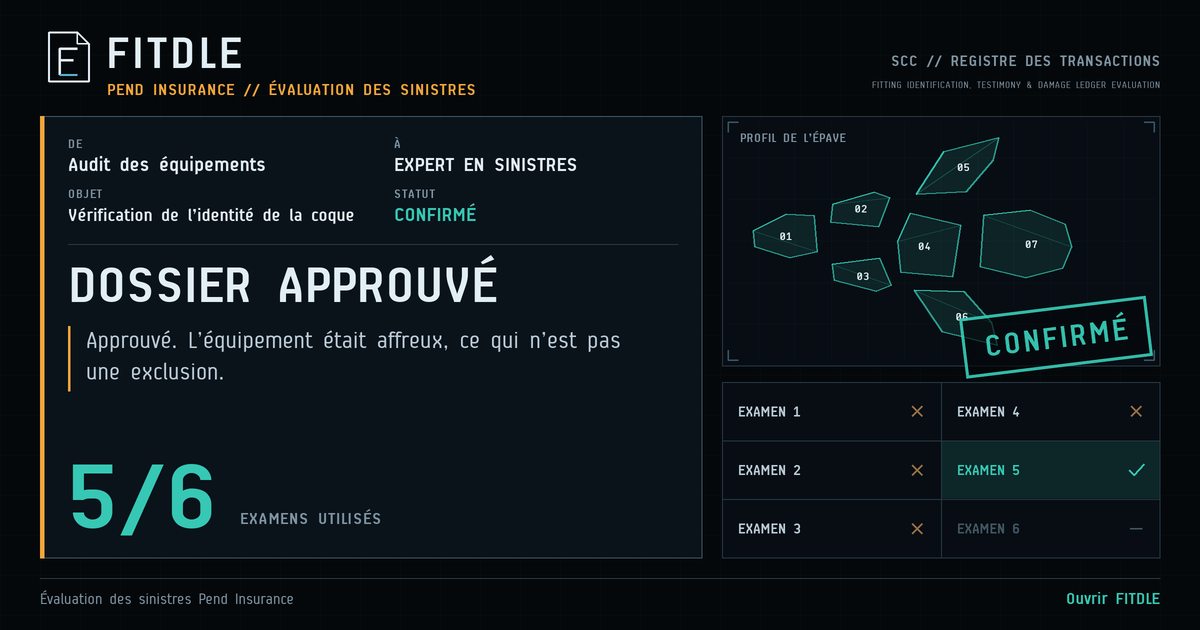 FITDLE
PEND INSURANCE // ÉVALUATION DES SINISTRES
SCC // REGISTRE DES TRANSACTIONS
FITTING IDENTIFICATION, TESTIMONY & DAMAGE LEDGER EVALUATION
DE
Audit des équipements
À
EXPERT EN SINISTRES
OBJET
Vérification de l'identité de la coque
STATUT
CONFIRMÉ
DOSSIER APPROUVÉ
Approuvé. L'équipement était affreux, ce qui n'est pas
une exclusion.
5/6
EXAMENS UTILISÉS
PROFIL DE L'ÉPAVE
05
02
01
04
07
03
06
CONFIRMÉ
EXAMEN 1
EXAMEN 4
EXAMEN 2
EXAMEN 5
EXAMEN 3
EXAMEN 6
Évaluation des sinistres Pend Insurance
Ouvrir FITDLE